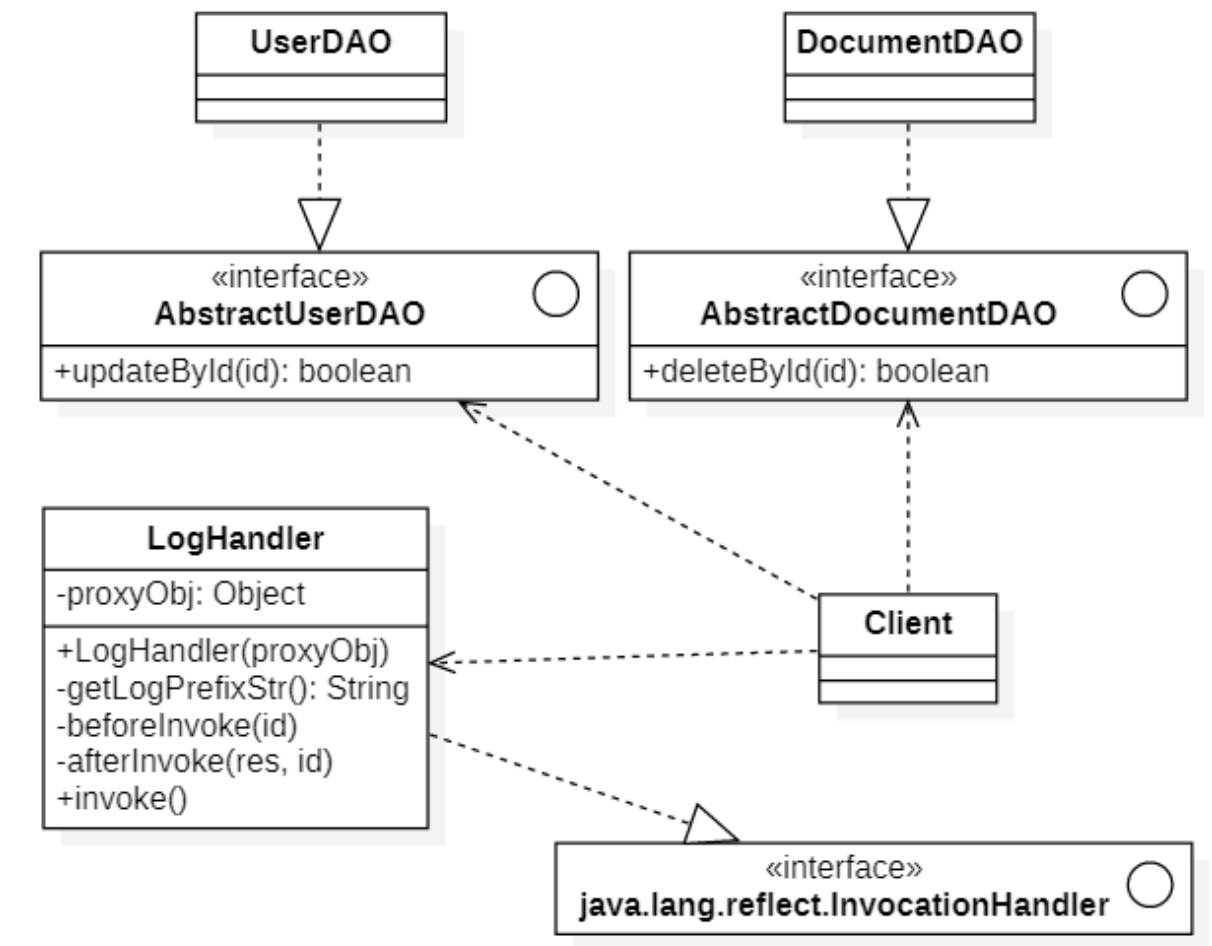 UserDAO
DocumentDAO
«interface»
AbstractUserDAO
+updateById(id): boolean
«interface»
AbstractDocumentDAO
+deleteById(id): boolean
LogHandler
-proxyObj: Object
+LogHandler(proxyObj)
-getLogPrefixStr(): String
-beforeInvoke(id)
-afterInvoke(res, id)
+invoke()
Client
«interface»
java.lang.reflect.InvocationHandler